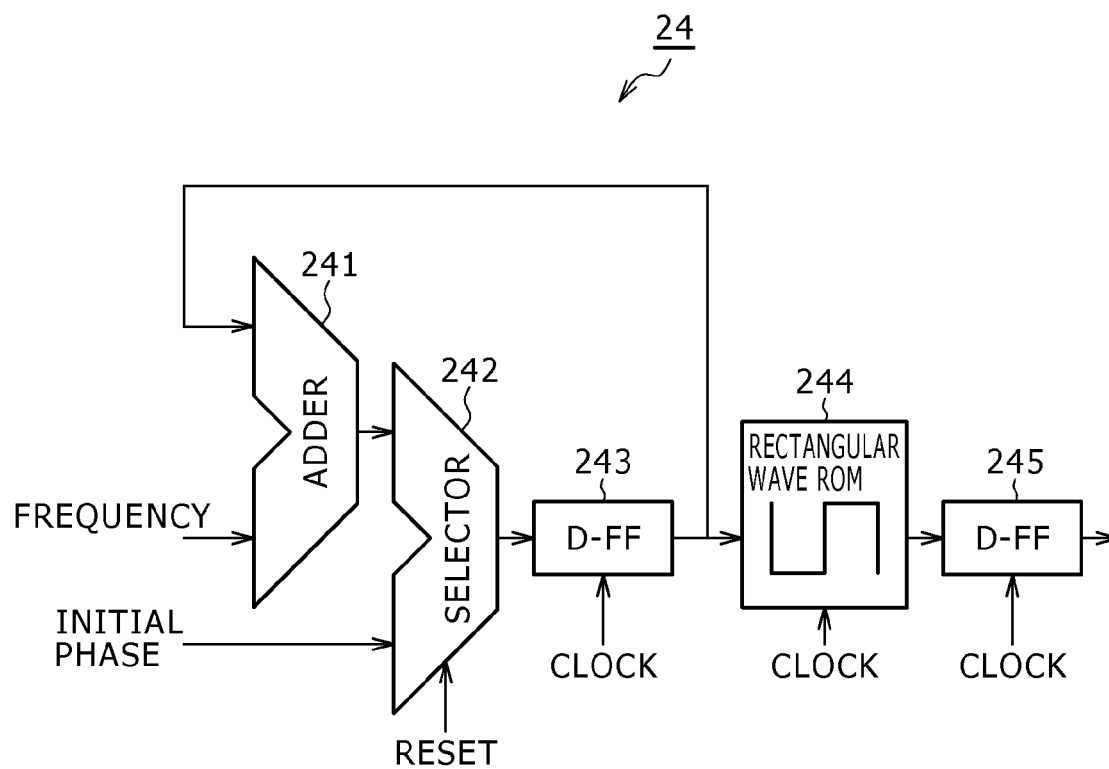 24
241
ADDER
242
SELECTOR
243
D-FF
244
RECTANGULAR
WAVE ROM
245
D-FF
FREQUENCY
INITIAL
PHASE
CLOCK
CLOCK
CLOCK
RESET